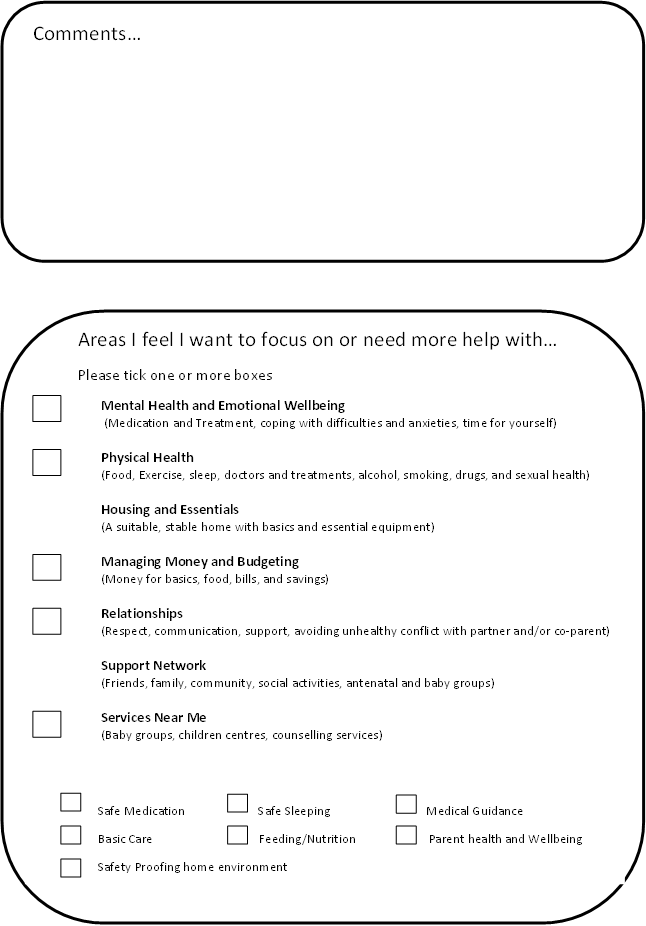 Comments...
Areas I feel I want to focus on or need more help with...
Please tick one or more boxes
Mental Health and Emotional Wellbeing
(Medication and Treatment, coping with difficulties and anxieties, time for yourself)
Physical Health
(Food, Exercise, sleep, doctors and treatments, alcohol, smoking, drugs, and sexual health)
Housing and Essentials
(A suitable, stable home with basics and essential equipment)
Managing Money and Budgeting
(Money for basics, food, bills, and savings)
Relationships
(Respect, communication, support, avoiding unhealthy conflict with partner and/or co-parent)
Support Network
(Friends, family, community, social activities, antenatal and baby groups)
Services Near Me
(Baby groups, children centres, counselling services)
Safe Medication Safe Sleeping Medical Guidance
Basic Care Feeding/Nutrition Parent health and Wellbeing
Safety Proofing home environment